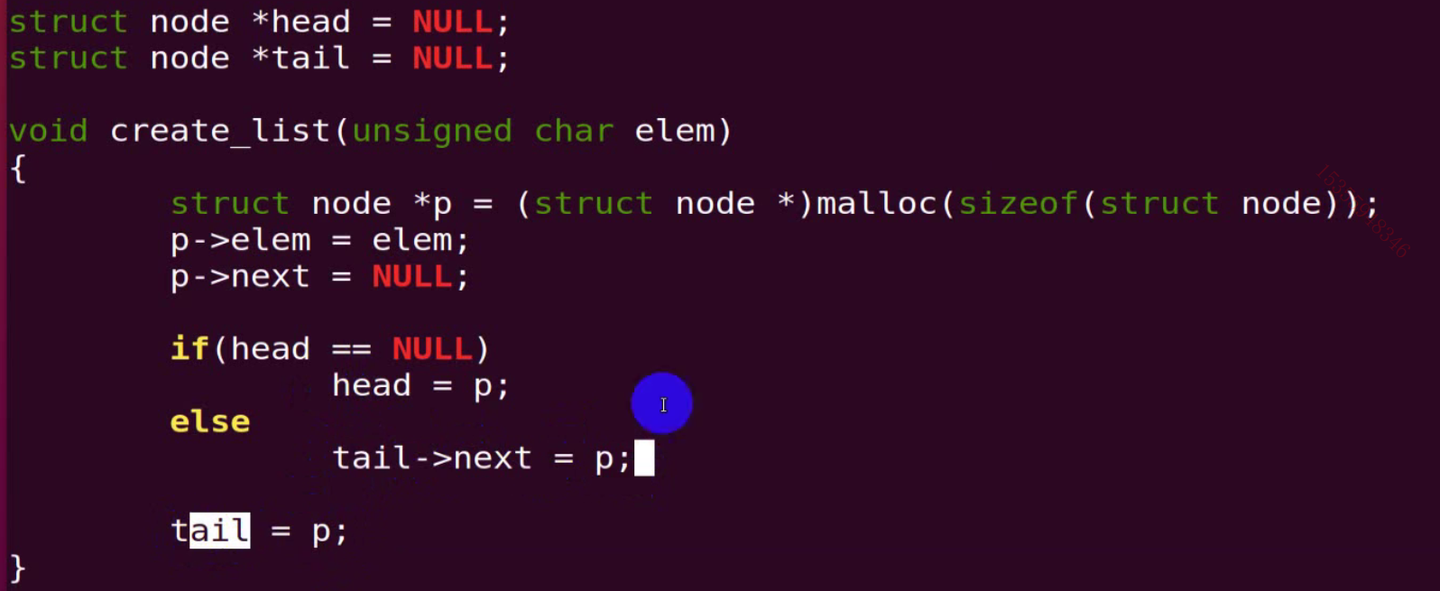 struct node *head = NULL;
struct node *tail = NULL;
void create_list(unsigned char elem)
{
struct node *p = (struct node *)malloc(sizeof(struct node));
p->elem = elem;
p->next = NULL;
if(head == NULL)
head = p;
else
tail->next = p;
tail = p;
}